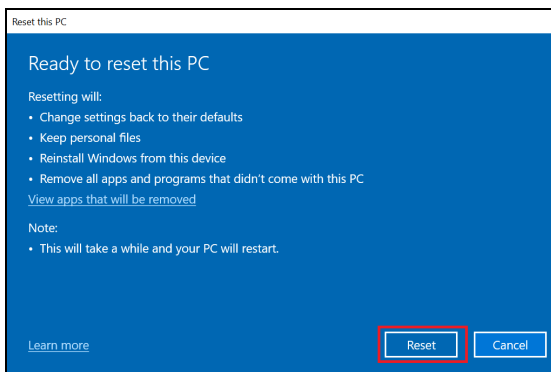 Reset this PC
Ready to reset this PC
Resetting will:
• Change settings back to their defaults
• Keep personal files
• Reinstall Windows from this device
• Remove all apps and programs that didn't come with this PC
View apps that will be removed
Note:
• This will take a while and your PC will restart.
Learn more
Reset
Cancel